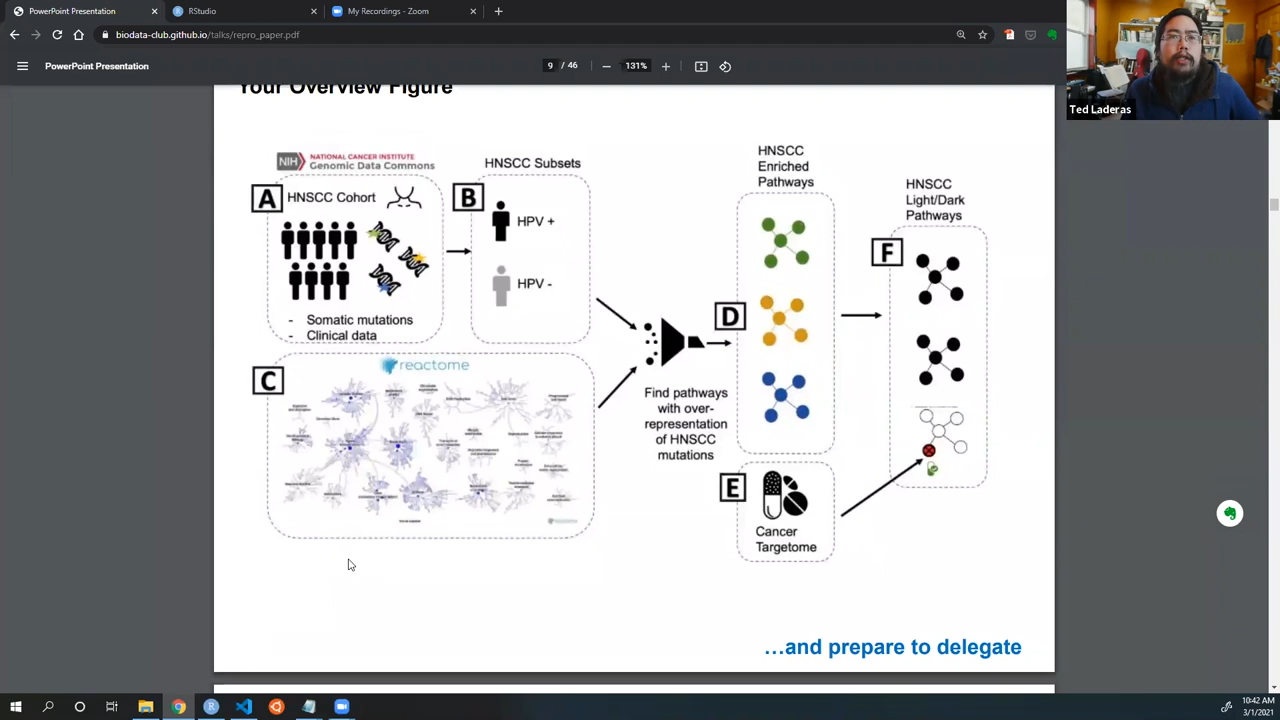 PowerPoint Presentation
RStudio
My Recordings - Zoom
biodata-club.github.io/talks/repro_paper.pdf
PowerPoint Presentation
9 / 46
131%
Ted Laderas
Your Overview Figure
NIH
NATIONAL CANCER INSTITUTE
Genomic Data Commons
A
HNSCC Cohort
- Somatic mutations
- Clinical data
B
HNSCC Subsets
HPV +
HPV -
C
reactome
Find pathways
with over-
representation
of HNSCC
mutations
HNSCC
Enriched
Pathways
D
E
Cancer
Targetome
HNSCC
Light/Dark
Pathways
F
…and prepare to delegate
10:42 AM
3/1/2021